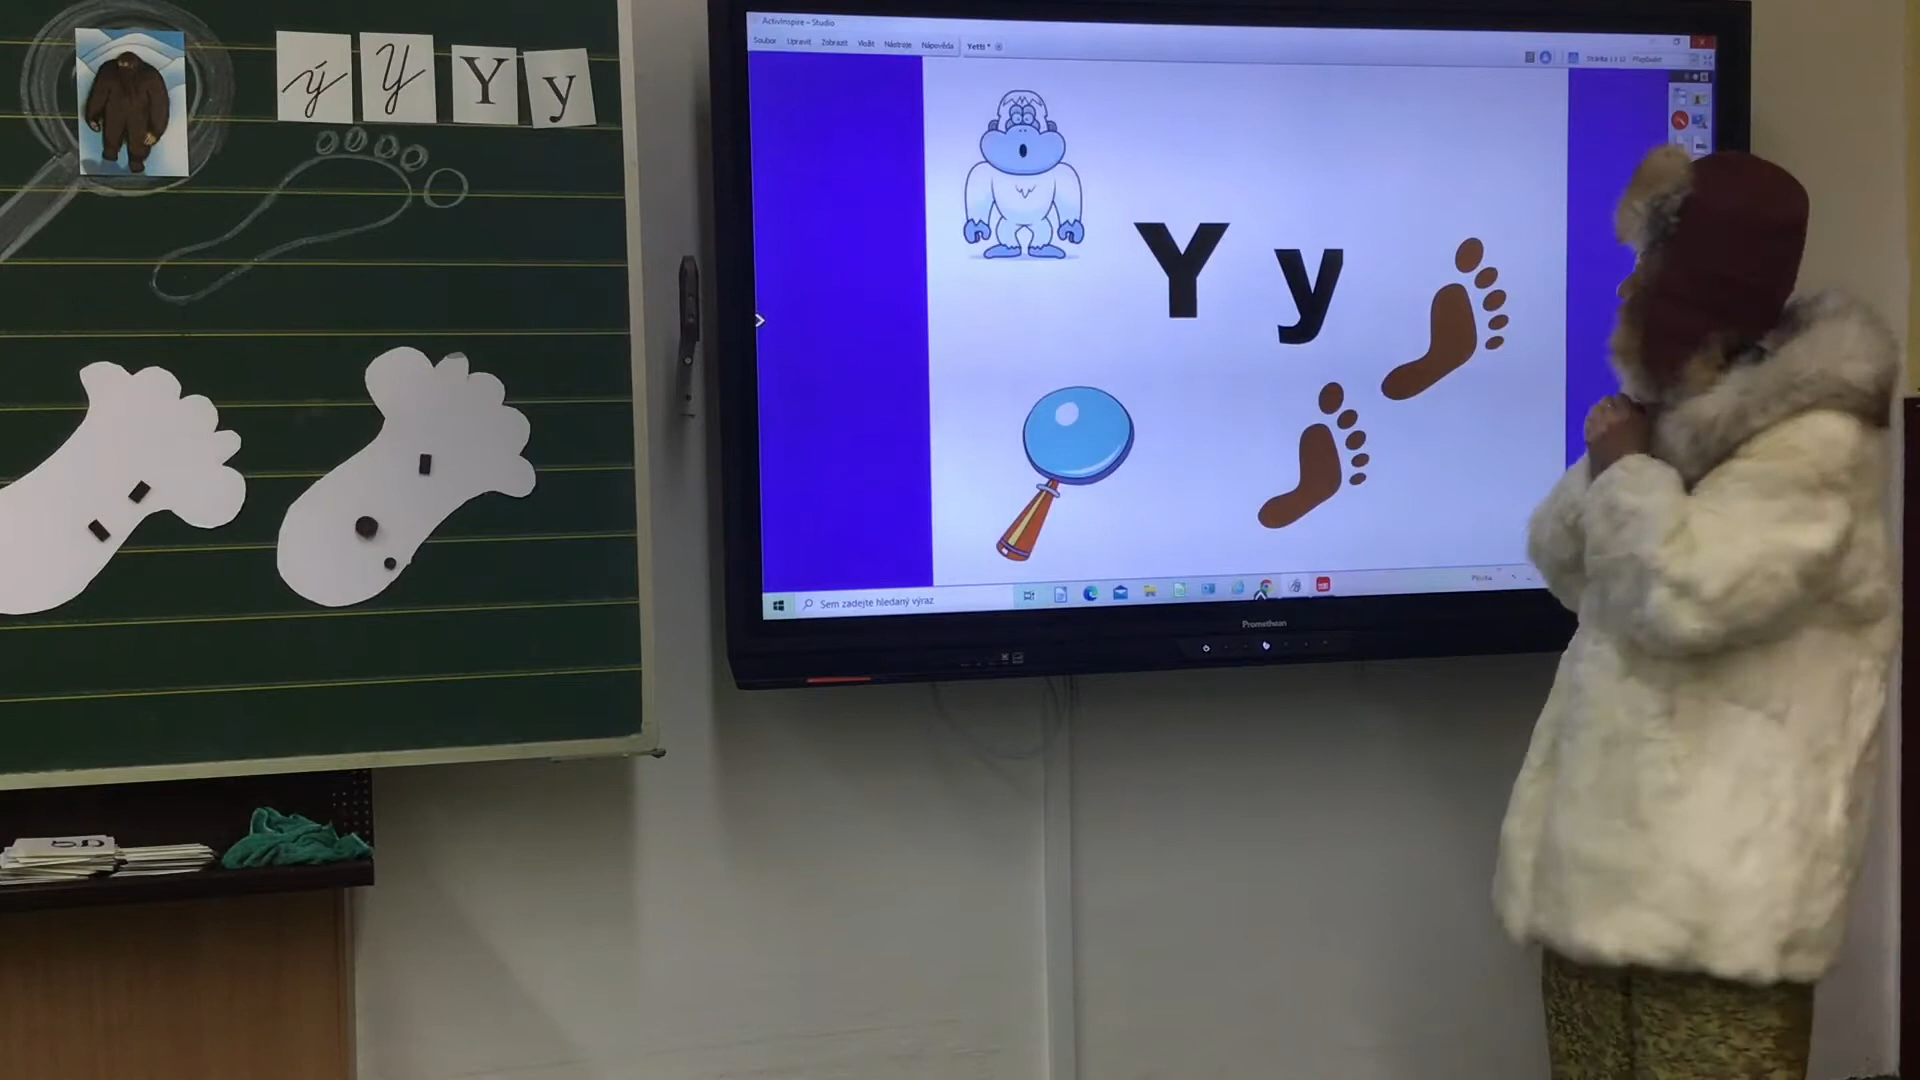 ý Y Y y
ActivInspire – Studio
Soubor Upravit Zobrazit Vložit Nástroje Nápověda Yetti *
Y y
Sem zadejte hledaný výraz
Promethean